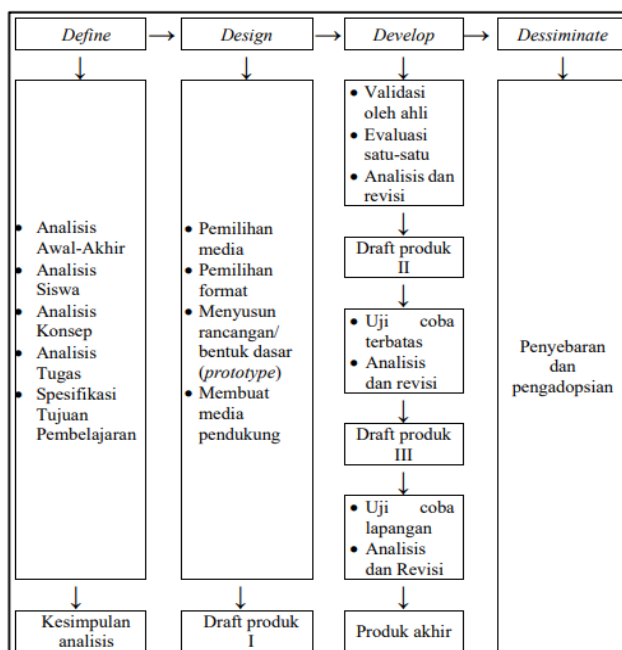 Define → Design → Develop → Dessiminate
• Analisis
Awal-Akhir
• Analisis
Siswa
• Analisis
Konsep
• Analisis
Tugas
• Spesifikasi
Tujuan
Pembelajaran
Kesimpulan
analisis
• Pemilihan
media
• Pemilihan
format
• Menyusun
rancangan/
bentuk dasar
(prototype)
• Membuat
media
pendukung
Draft produk
I
• Validasi
oleh ahli
• Evaluasi
satu-satu
• Analisis dan
revisi
Draft produk
II
• Uji coba
terbatas
• Analisis
dan revisi
Draft produk
III
• Uji coba
lapangan
• Analisis
dan Revisi
Produk akhir
Penyebaran
dan
pengadopsian